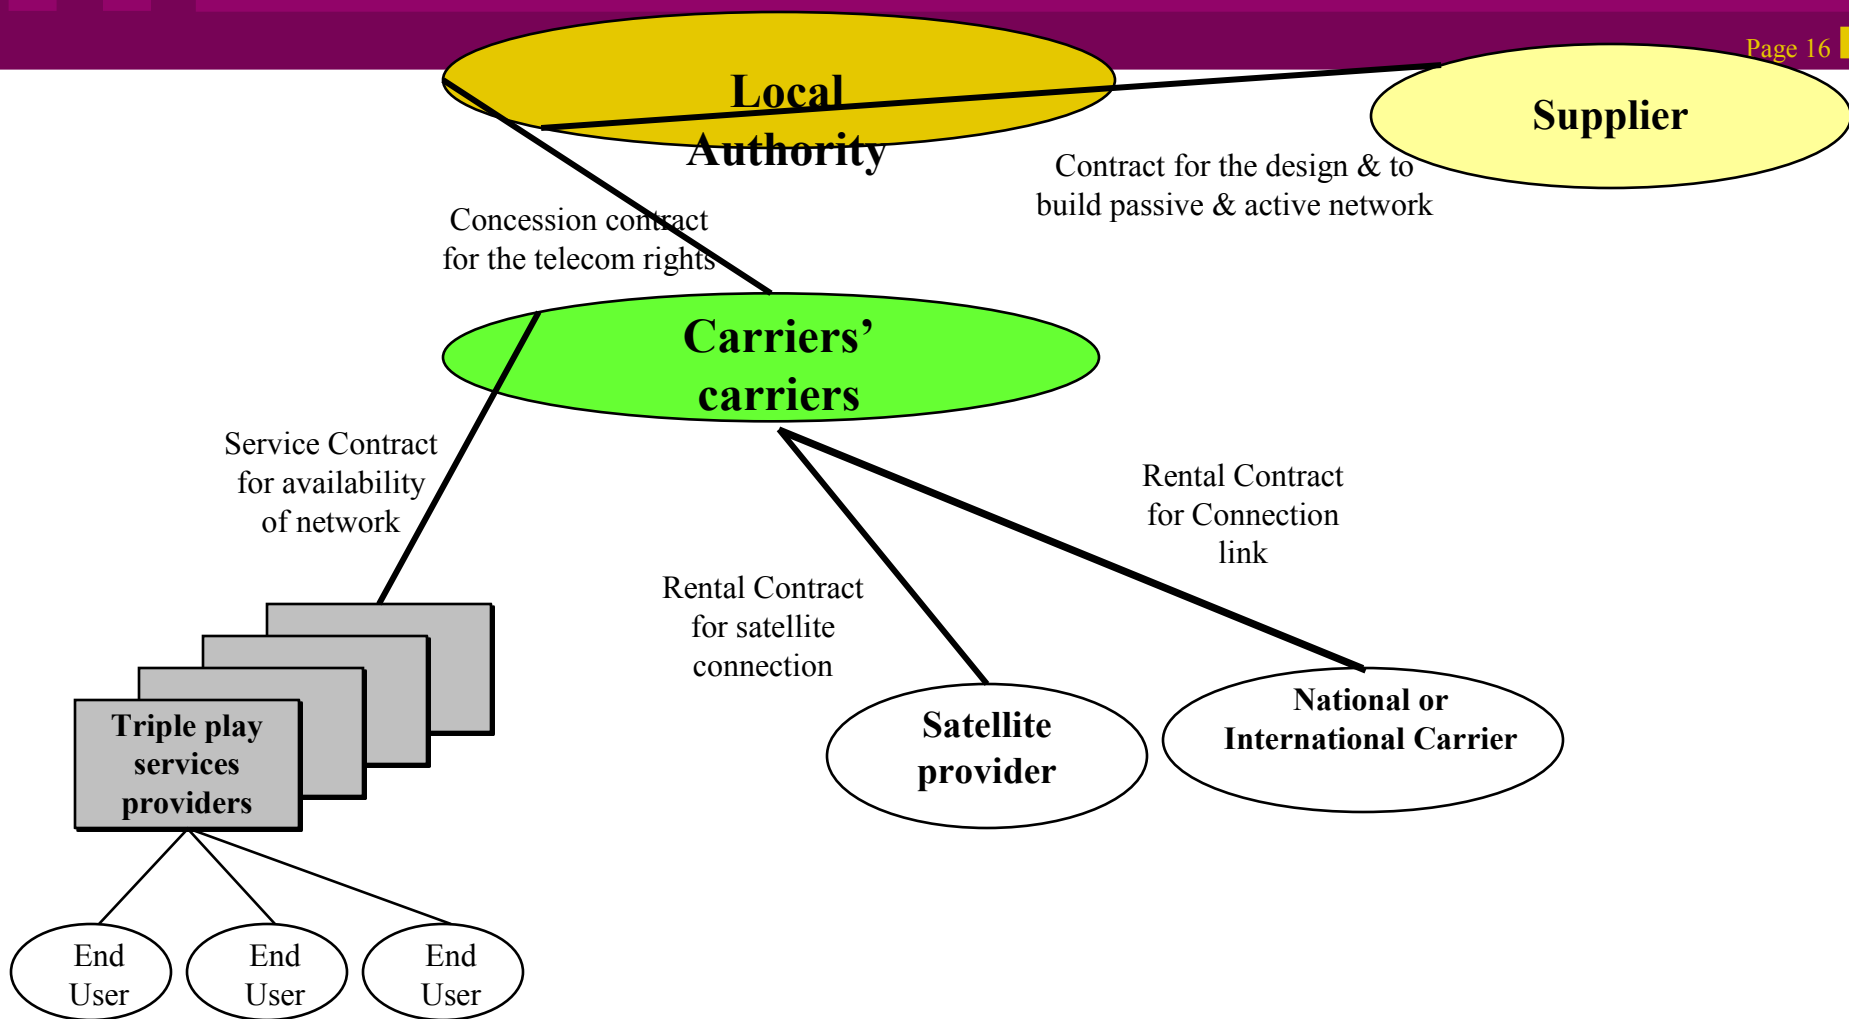 Page 16
Local
Authority
Supplier
Contract for the design & to
build passive & active network
Concession contract
for the telecom rights
Carriers’
carriers
Service Contract
for availability
of network
Rental Contract
for Connection
link
Rental Contract
for satellite
connection
Triple play
services
providers
Satellite
provider
National or
International Carrier
End
User
End
User
End
User